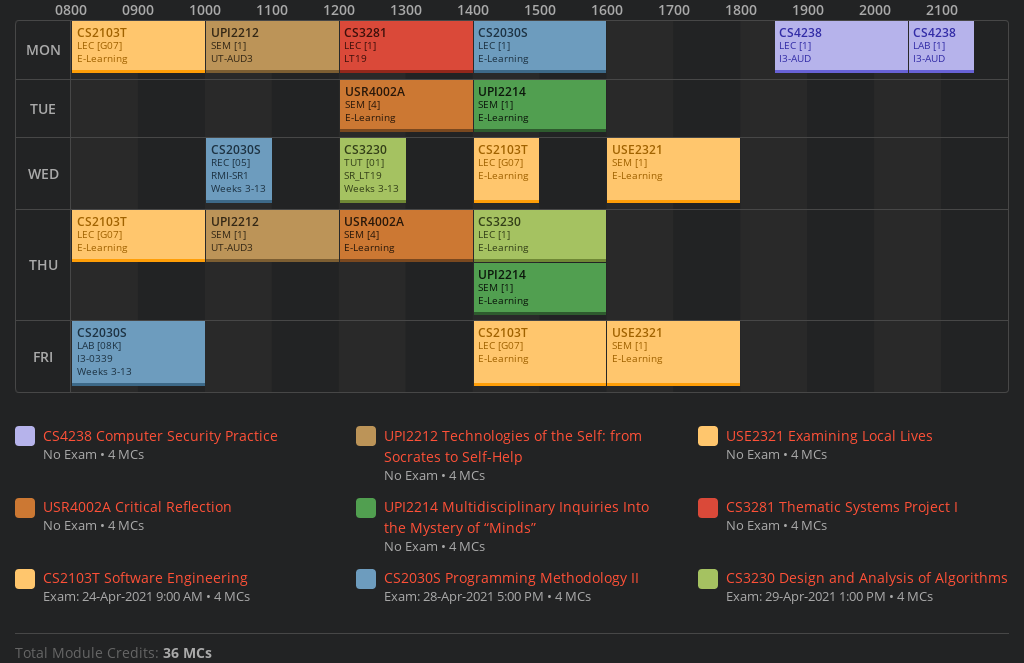 0800 0900 1000 1100 1200 1300 1400 1500 1600 1700 1800 1900 2000 2100
MON
CS2103T
LEC [G07]
E-Learning
UPI2212
SEM [1]
UT-AUD3
CS3281
LEC [1]
LT19
CS2030S
LEC [1]
E-Learning
CS4238
LEC [1]
I3-AUD
CS4238
LAB [1]
I3-AUD
TUE
USR4002A
SEM [4]
E-Learning
UPI2214
SEM [1]
E-Learning
WED
CS2030S
REC [05]
RMI-SR1
Weeks 3-13
CS3230
TUT [01]
SR_LT19
Weeks 3-13
CS2103T
LEC [G07]
E-Learning
USE2321
SEM [1]
E-Learning
THU
CS2103T
LEC [G07]
E-Learning
UPI2212
SEM [1]
UT-AUD3
USR4002A
SEM [4]
E-Learning
CS3230
LEC [1]
E-Learning
UPI2214
SEM [1]
E-Learning
FRI
CS2030S
LAB [08K]
I3-0339
Weeks 3-13
CS2103T
LEC [G07]
E-Learning
USE2321
SEM [1]
E-Learning
CS4238 Computer Security Practice
No Exam • 4 MCs
UPI2212 Technologies of the Self: from
Socrates to Self-Help
No Exam • 4 MCs
USE2321 Examining Local Lives
No Exam • 4 MCs
USR4002A Critical Reflection
No Exam • 4 MCs
UPI2214 Multidisciplinary Inquiries Into
the Mystery of “Minds”
No Exam • 4 MCs
CS3281 Thematic Systems Project I
No Exam • 4 MCs
CS2103T Software Engineering
Exam: 24-Apr-2021 9:00 AM • 4 MCs
CS2030S Programming Methodology II
Exam: 28-Apr-2021 5:00 PM • 4 MCs
CS3230 Design and Analysis of Algorithms
Exam: 29-Apr-2021 1:00 PM • 4 MCs
Total Module Credits: 36 MCs